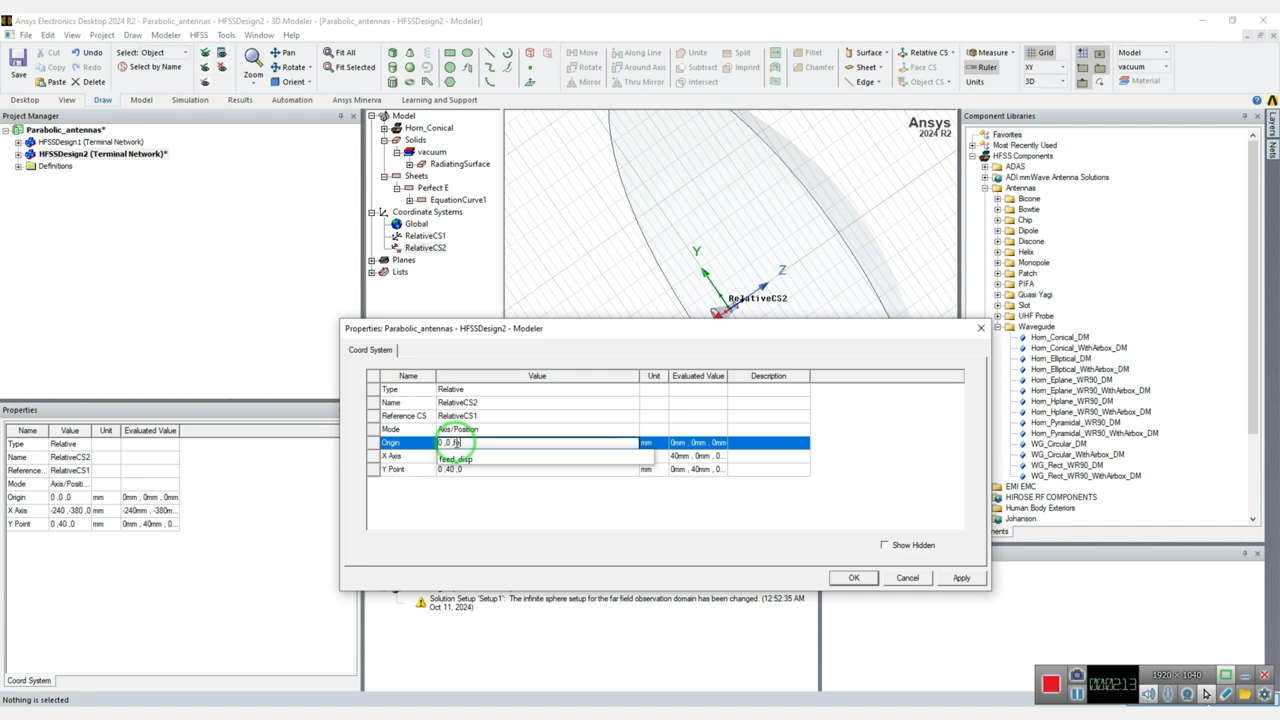 Ansys Electronics Desktop 2024 R2 - Parabolic_antennas - HFSSDesign2 - 3D Modeler - [Parabolic_antennas - HFSSDesign2 - Modeler]
File Edit View Project Draw Modeler HFSS Tools Window Help
Save Cut Copy Paste Undo Redo Delete Select: Object Select by Name Zoom Pan Rotate Orient Fit All Fit Selected Move Rotate Mirror Along Line Around Axis Thru Mirror Unite Subtract Intersect Split Imprint Fillet Chamfer Surface Sheet Edge Relative CS Face CS Object CS Measure Ruler Units Grid XY 3D Model vacuum Material
Desktop View Draw Model Simulation Results Automation Ansys Minerva Learning and Support
Project Manager
Parabolic_antennas*
HFSSDesign1 (Terminal Network)
HFSSDesign2 (Terminal Network)*
Definitions
Model
Horn_Conical
Solids
vacuum
RadiatingSurface
Sheets
Perfect E
EquationCurve1
Coordinate Systems
Global
RelativeCS1
RelativeCS2
Planes
Lists
Ansys
2024 R2
Y
Z
RelativeCS2
Component Libraries
Favorites
Most Recently Used
HFSS Components
ADAS
ADI mmWave Antenna Solutions
Antennas
Bicone
Bowtie
Chip
Dipole
Discone
Helix
Monopole
Patch
PIFA
Quasi Yagi
Slot
UHF Probe
Waveguide
Horn_Conical_DM
Horn_Conical_WithAirbox_DM
Horn_Elliptical_DM
Horn_Elliptical_WithAirbox_DM
Horn_Eplane_WR90_DM
Horn_Eplane_WR90_WithAirbox_DM
Horn_Hplane_WR90_DM
Horn_Hplane_WR90_WithAirbox_DM
Horn_Pyramidal_WR90_DM
Horn_Pyramidal_WR90_WithAirbox_DM
WG_Circular_DM
WG_Circular_WithAirbox_DM
WG_Rect_WR90_DM
WG_Rect_WR90_WithAirbox_DM
EMI EMC
HIROSE RF COMPONENTS
Human Body Exteriors
Johanson
Layers
Nets
Properties: Parabolic_antennas - HFSSDesign2 - Modeler
Coord System
Name Value Unit Evaluated Value Description
Type Relative
Name RelativeCS2
Reference CS RelativeCS1
Mode Axis/Position
Origin 0 ,0 mm 0mm , 0mm , 0mm
feed_disp
X Axis 40mm , 0mm , 0...
Y Point 0 ,40 ,0 mm 0mm , 40mm , 0...
Show Hidden
OK Cancel Apply
Properties
Name Value Unit Evaluated Value
Type Relative
Name RelativeCS2
Reference... RelativeCS1
Mode Axis/Positi...
Origin 0 ,0 ,0 mm 0mm , 0mm , 0mm
X Axis -240 ,-380 ,0 mm -240mm , -380m...
Y Point 0 ,40 ,0 mm 0mm , 40mm , 0...
Coord System
Solution Setup 'Setup1': The infinite sphere setup for the far field observation domain has been changed. (12:52:35 AM
Oct 11, 2024)
Nothing is selected
00:02:13
1920 × 1040